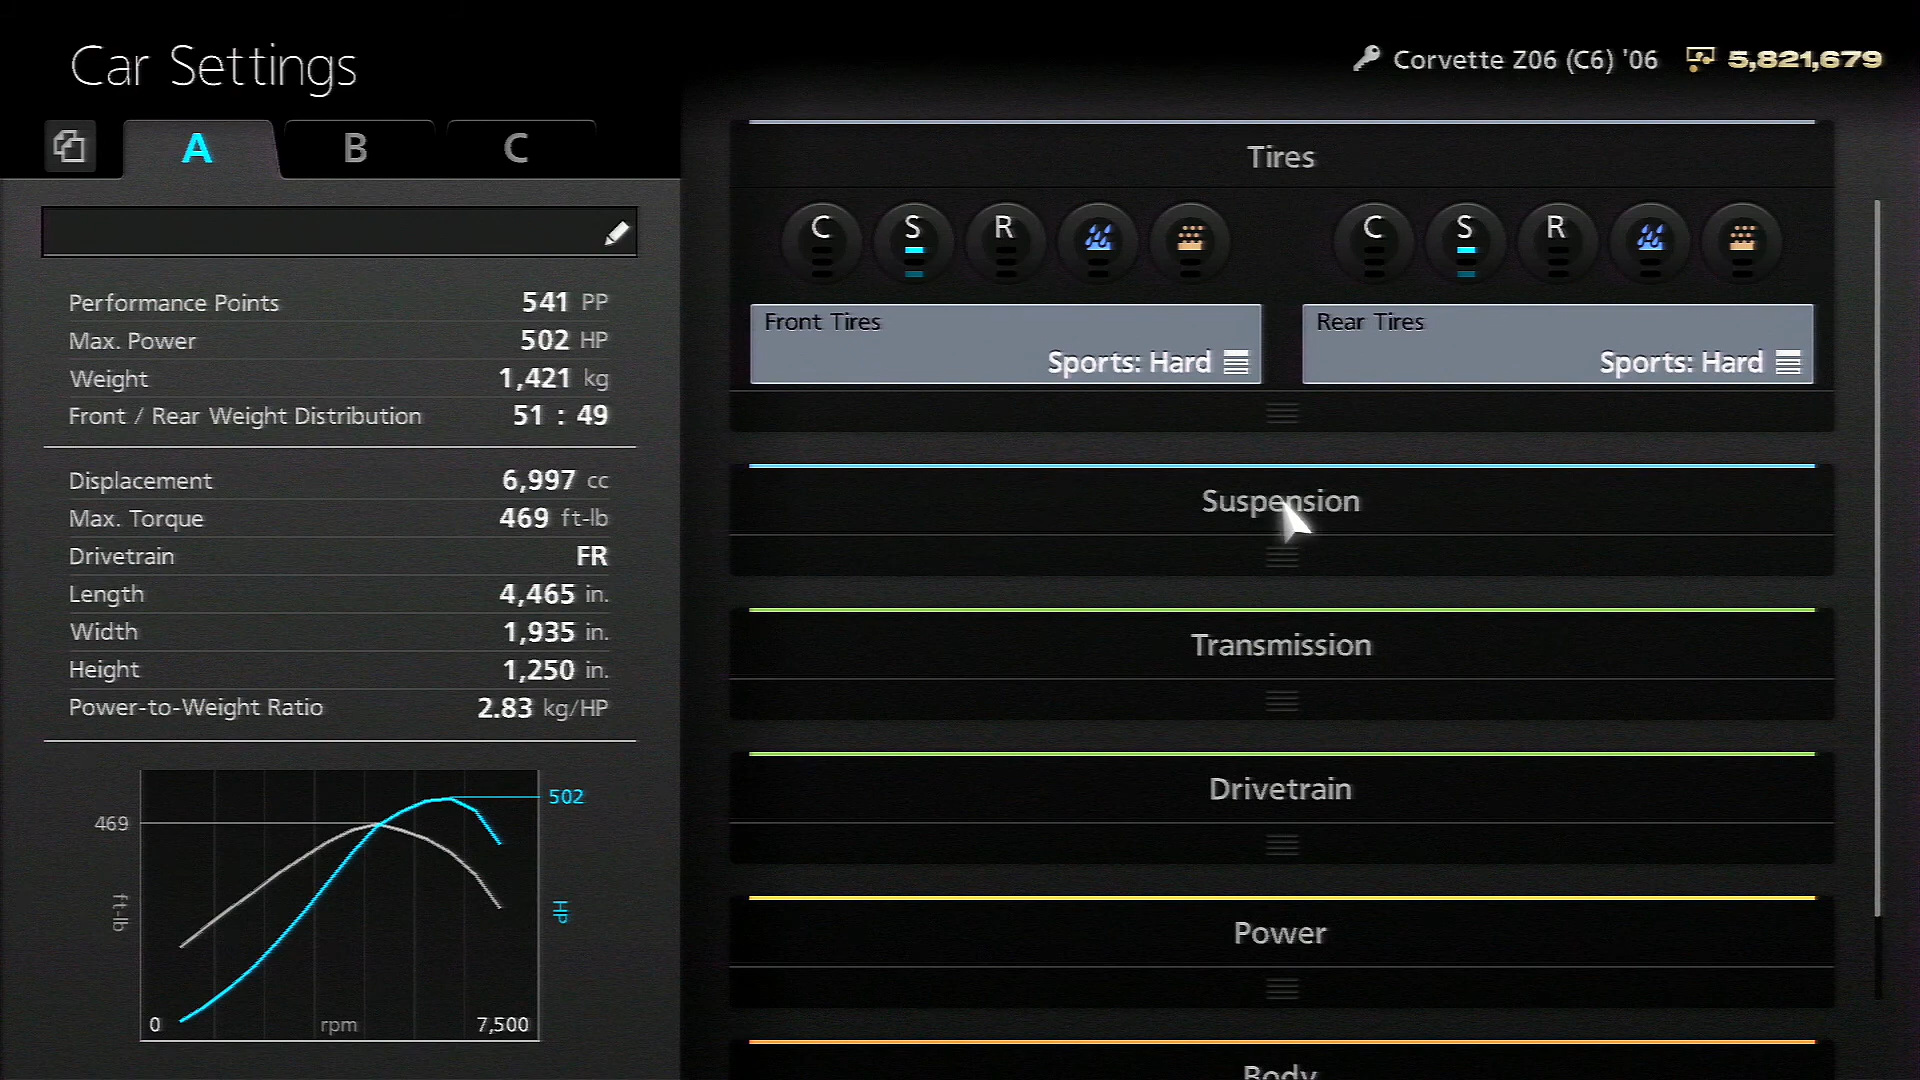 Car Settings
Corvette Z06 (C6) '06
5,821,679
A B C
Performance Points 541 PP
Max. Power 502 HP
Weight 1,421 kg
Front / Rear Weight Distribution 51 : 49
Displacement 6,997 cc
Max. Torque 469 ft-lb
Drivetrain FR
Length 4,465 in.
Width 1,935 in.
Height 1,250 in.
Power-to-Weight Ratio 2.83 kg/HP
502
469
ft-lb
HP
0 rpm 7,500
Tires
C S R C S R
Front Tires
Sports: Hard
Rear Tires
Sports: Hard
Suspension
Transmission
Drivetrain
Power
Body